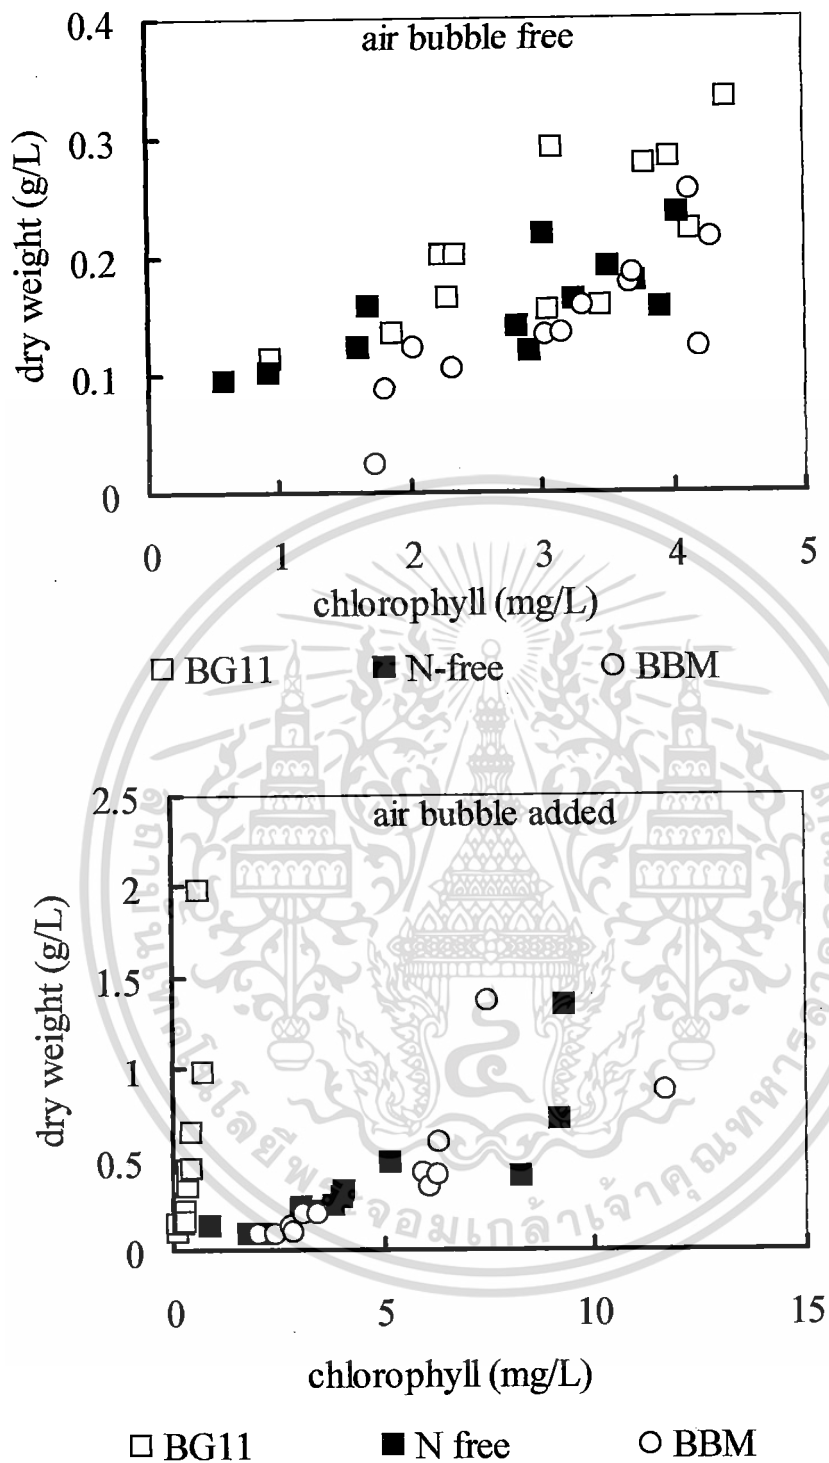 air bubble free
0.4
0.3
0.2
0.1
0
dry weight (g/L)
0 1 2 3 4 5
chlorophyll (mg/L)
BG11 N-free BBM
air bubble added
2.5
2
1.5
1
0.5
0
dry weight (g/L)
0 5 10 15
chlorophyll (mg/L)
BG11 N free BBM